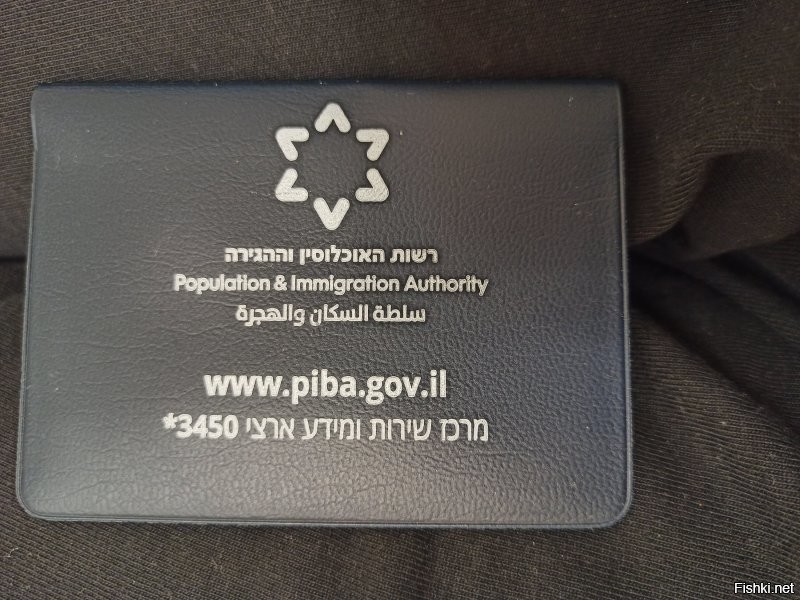 רשות האוכלוסין וההגירה
Population & Immigration Authority
سلطة السكان والهجرة
www.piba.gov.il
מרכז שירות ומידע ארצי 3450*
Fishki.net